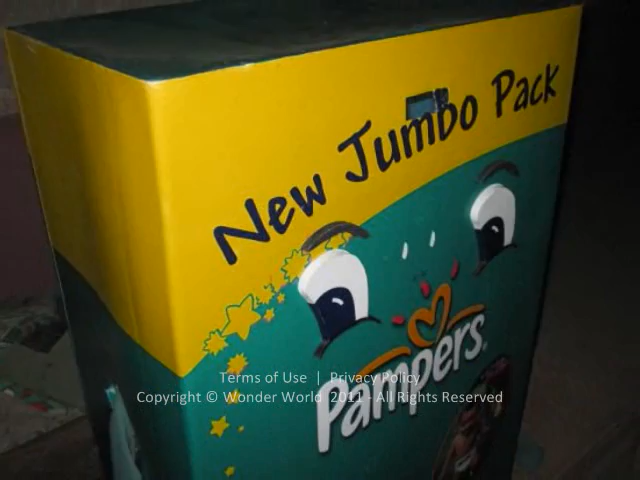 New Jumbo Pack
Pampers
Terms of Use | Privacy Policy
Copyright © Wonder World 2011 - All Rights Reserved